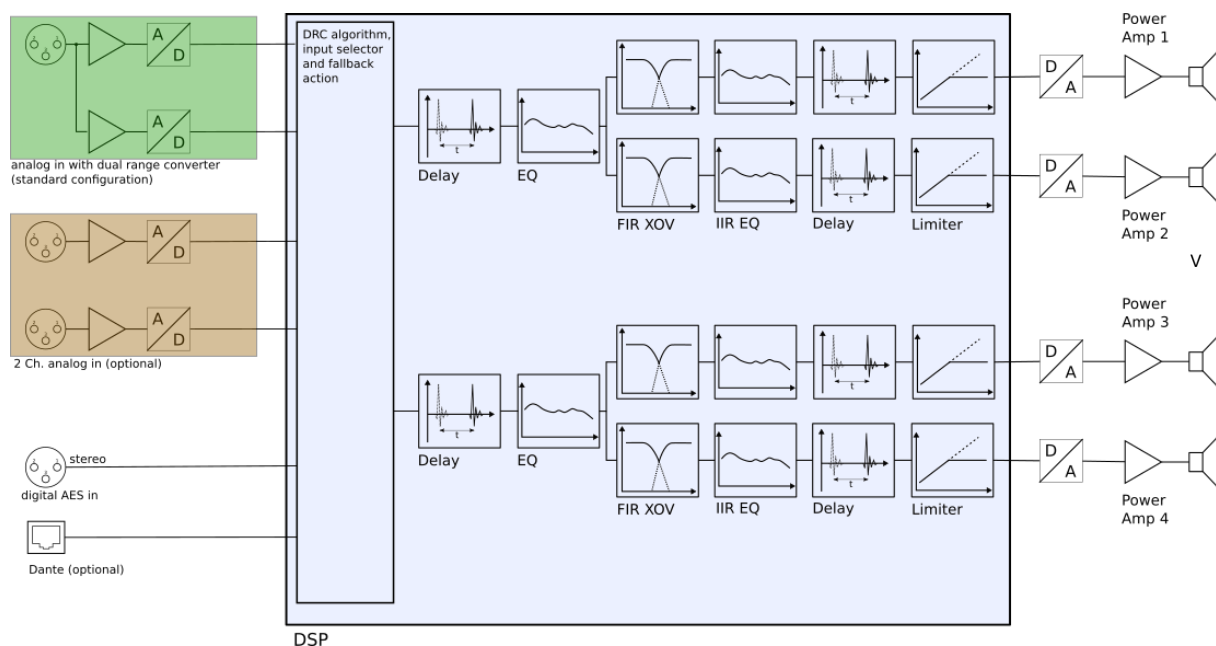 A
D
A
D
analog in with dual range converter
(standard configuration)
A
D
A
D
2 Ch. analog in (optional)
stereo
digital AES in
Dante (optional)
DRC algorithm,
input selector
and fallback
action
t
Delay
EQ
t
t
FIR XOV
IIR EQ
Delay
Limiter
t
Delay
EQ
t
t
FIR XOV
IIR EQ
Delay
Limiter
DSP
D
A
Power
Amp 1
D
A
Power
Amp 2
V
D
A
Power
Amp 3
D
A
Power
Amp 4